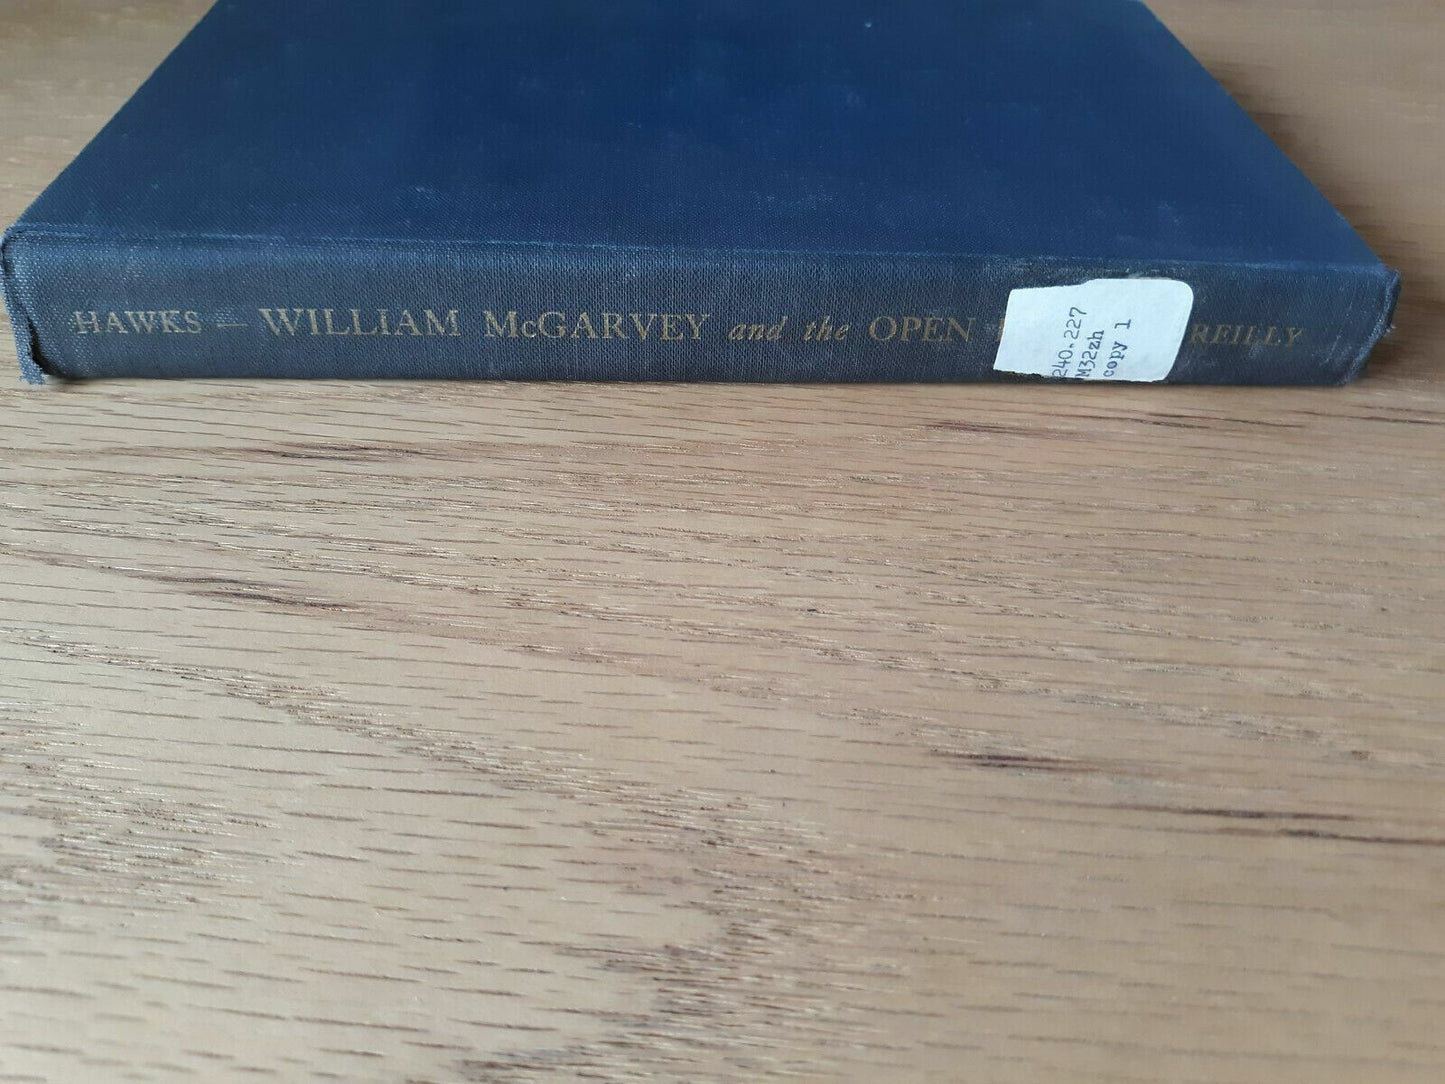 HAWKS — WILLIAM McGARVEY and the OPEN REILLY
240.227
M32zh
copy 1